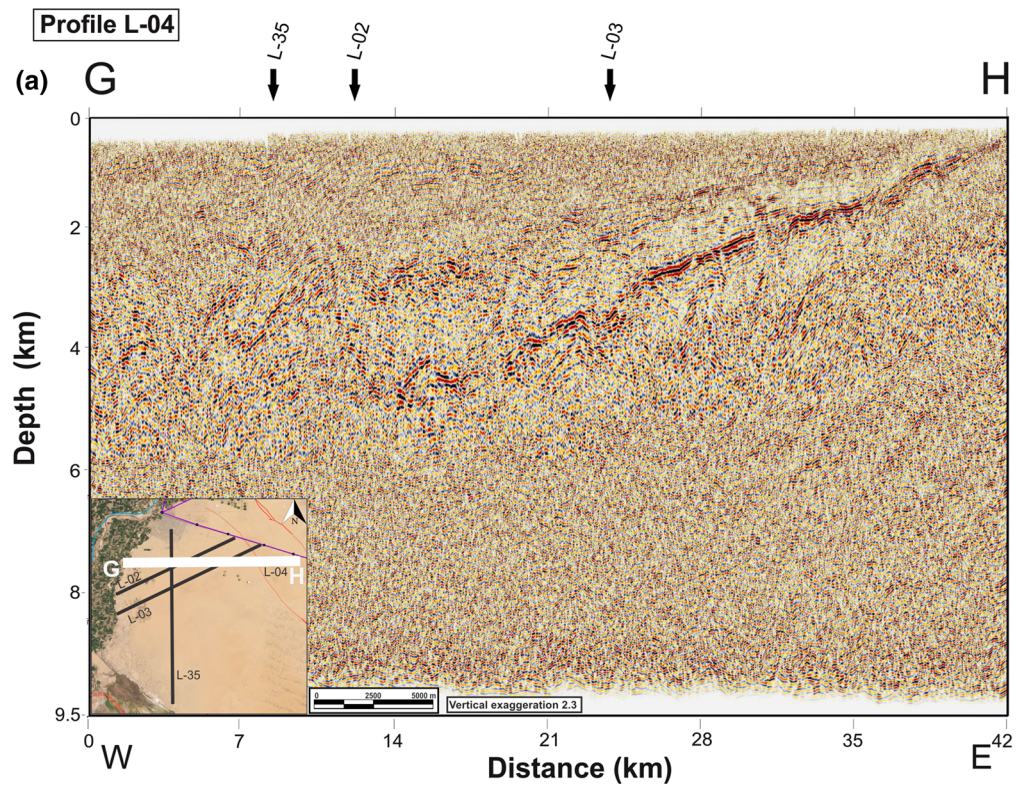 Profile L-04
L-35
L-02
L-03
(a)
G
H
0
2
4
6
8
9.5
Depth (km)
N
G
H
L-02
L-03
L-04
L-35
0 2500 5000 m
Vertical exaggeration 2.3
0 7 14 21 28 35 42
W
E
Distance (km)